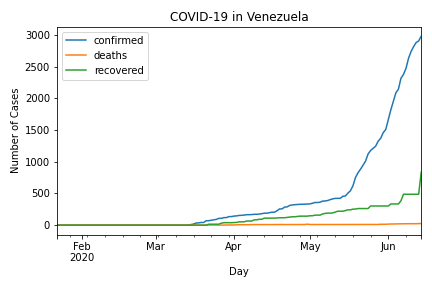 COVID-19 in Venezuela
confirmed
deaths
recovered
Number of Cases
3000
2500
2000
1500
1000
500
0
Feb
2020
Mar
Apr
May
Jun
Day